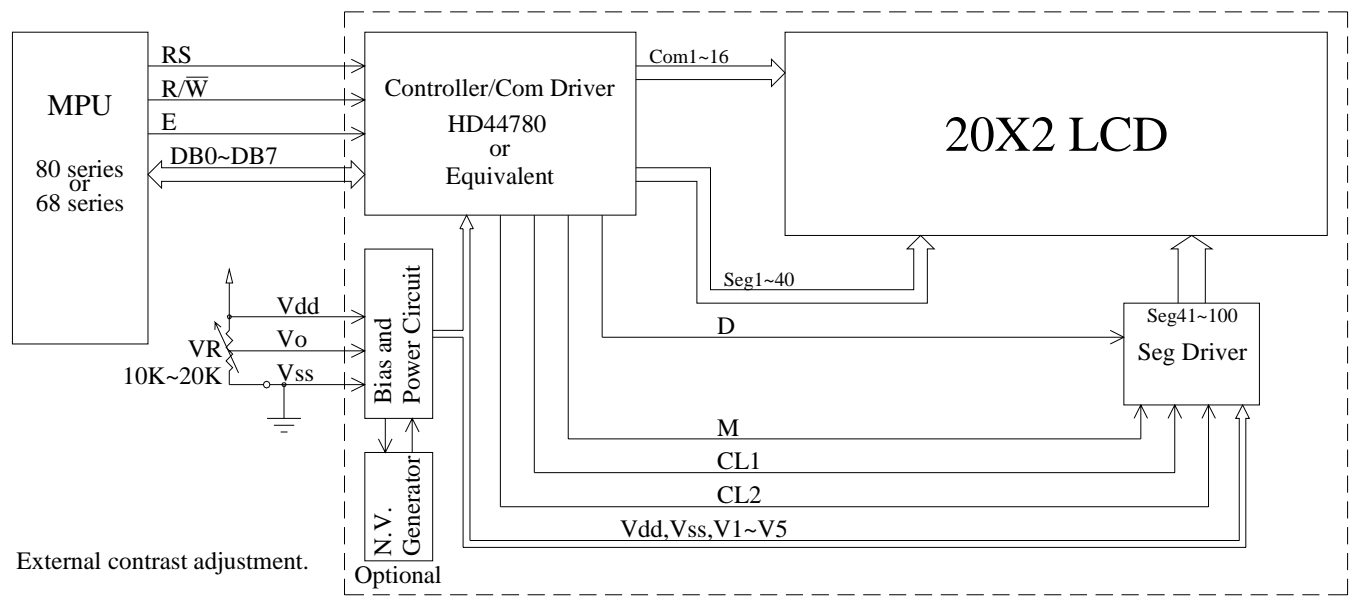 MPU
80 series
or
68 series
RS
R/W̅
E
DB0~DB7
Controller/Com Driver
HD44780
or
Equivalent
Com1~16
20X2 LCD
Seg1~40
D
Seg41~100
Seg Driver
Vdd
Vo
Vss
VR
10K~20K
Bias and
Power Circuit
M
CL1
CL2
Vdd,Vss,V1~V5
N.V.
Generator
Optional
External contrast adjustment.